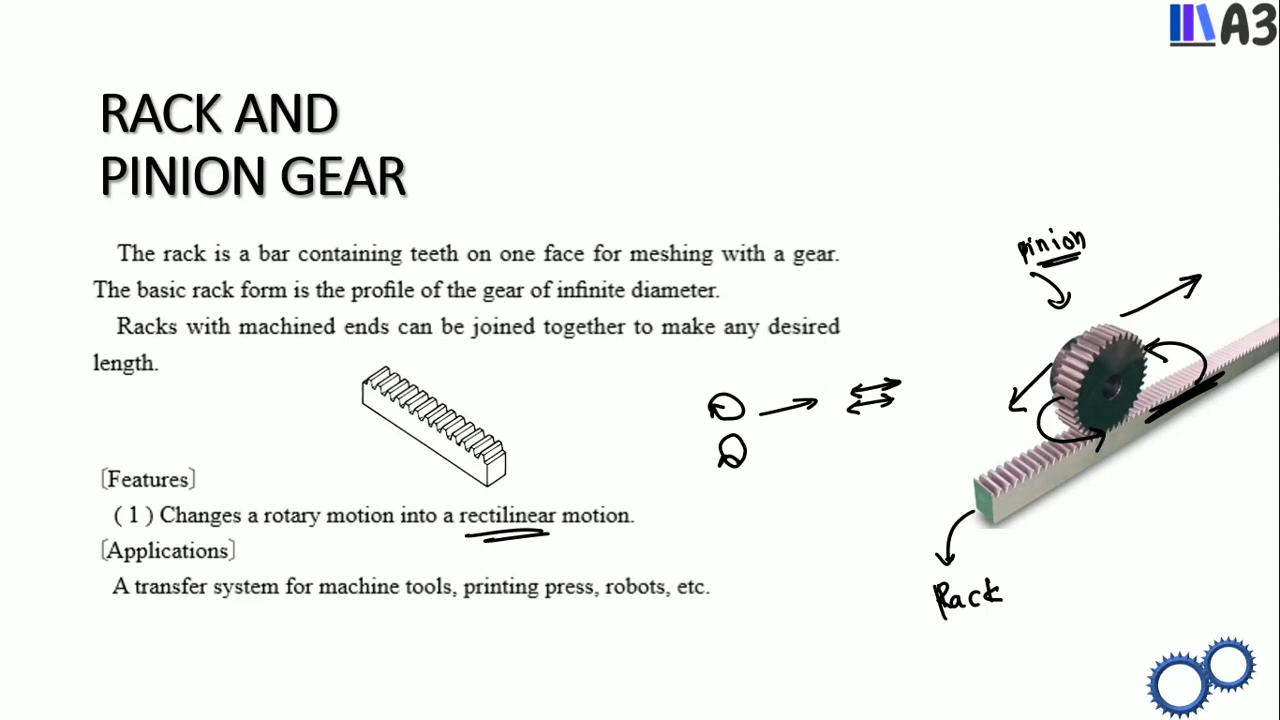 A3
RACK AND
PINION GEAR
The rack is a bar containing teeth on one face for meshing with a gear.
The basic rack form is the profile of the gear of infinite diameter.
Racks with machined ends can be joined together to make any desired
length.
〔Features〕
( 1 ) Changes a rotary motion into a rectilinear motion.
〔Applications〕
A transfer system for machine tools, printing press, robots, etc.
pinion
Rack